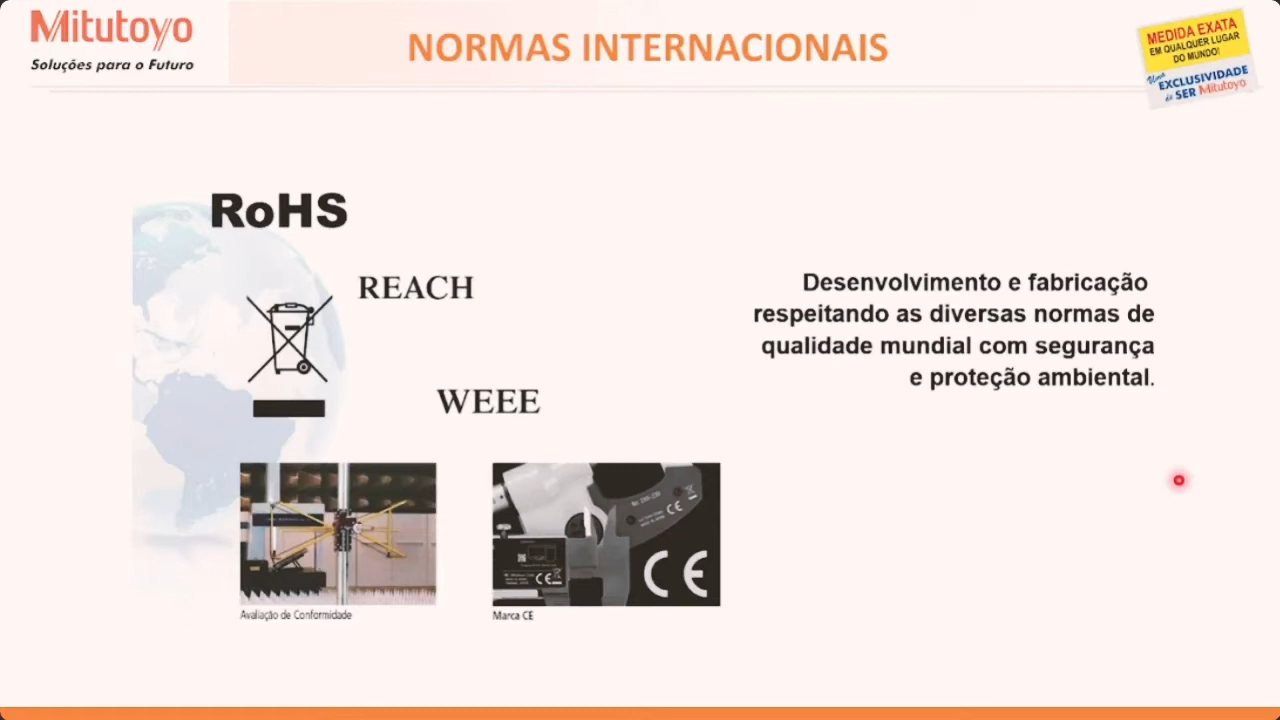 Mitutoyo
Soluções para o Futuro
NORMAS INTERNACIONAIS
MEDIDA EXATA
EM QUALQUER LUGAR
DO MUNDO!
Uma
EXCLUSIVIDADE
de SER Mitutoyo
RoHS
REACH
WEEE
Desenvolvimento e fabricação
respeitando as diversas normas de
qualidade mundial com segurança
e proteção ambiental.
CE
CE
CE
Avaliação de Conformidade
Marca CE